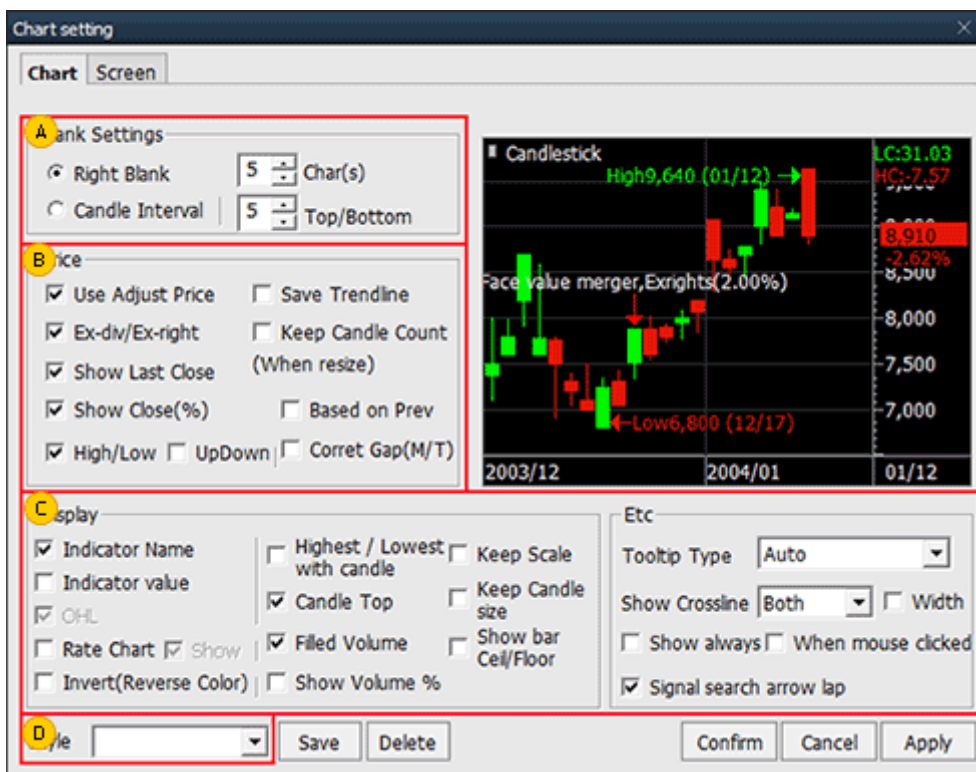 Chart setting
Chart Screen
A ank Settings
Right Blank 5 Char(s)
Candle Interval 5 Top/Bottom
B rice
Use Adjust Price Save Trendline
Ex-div/Ex-right Keep Candle Count
Show Last Close (When resize)
Show Close(%) Based on Prev
High/Low UpDown Corret Gap(M/T)
Candlestick LC:31.03
High9,640 (01/12) HC:-7.57
8,910
-2.62%
8,500
Face value merger,Exrights(2.00%)
8,000
7,500
7,000
Low6,800 (12/17)
2003/12 2004/01 01/12
C isplay
Indicator Name
Indicator value
OHL
Rate Chart Show
Invert(Reverse Color)
Highest / Lowest
with candle
Candle Top
Filled Volume
Show Volume %
Keep Scale
Keep Candle
size
Show bar
Ceil/Floor
Etc
Tooltip Type Auto
Show Crossline Both Width
Show always When mouse clicked
Signal search arrow lap
D yle Save Delete Confirm Cancel Apply